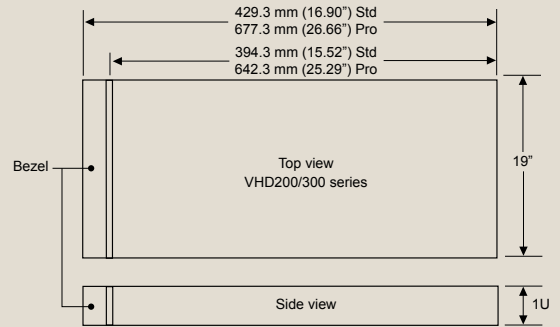 429.3 mm (16.90”) Std
677.3 mm (26.66”) Pro
394.3 mm (15.52”) Std
642.3 mm (25.29”) Pro
Bezel
Top view
VHD200/300 series
19”
Side view
1U